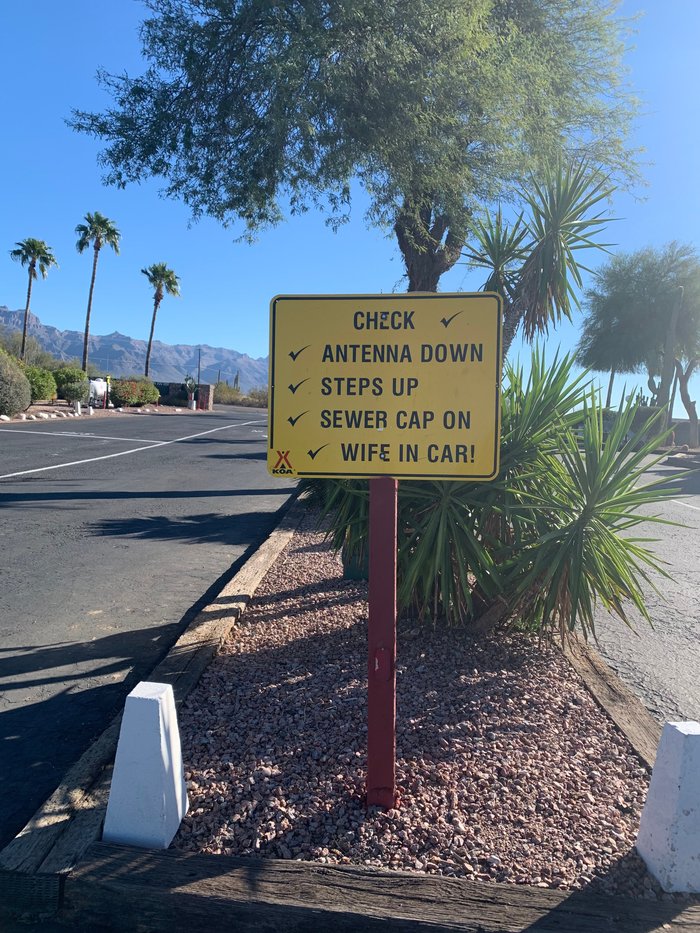 CHECK ✓
✓ ANTENNA DOWN
✓ STEPS UP
✓ SEWER CAP ON
✓ WIFE IN CAR!
KOA